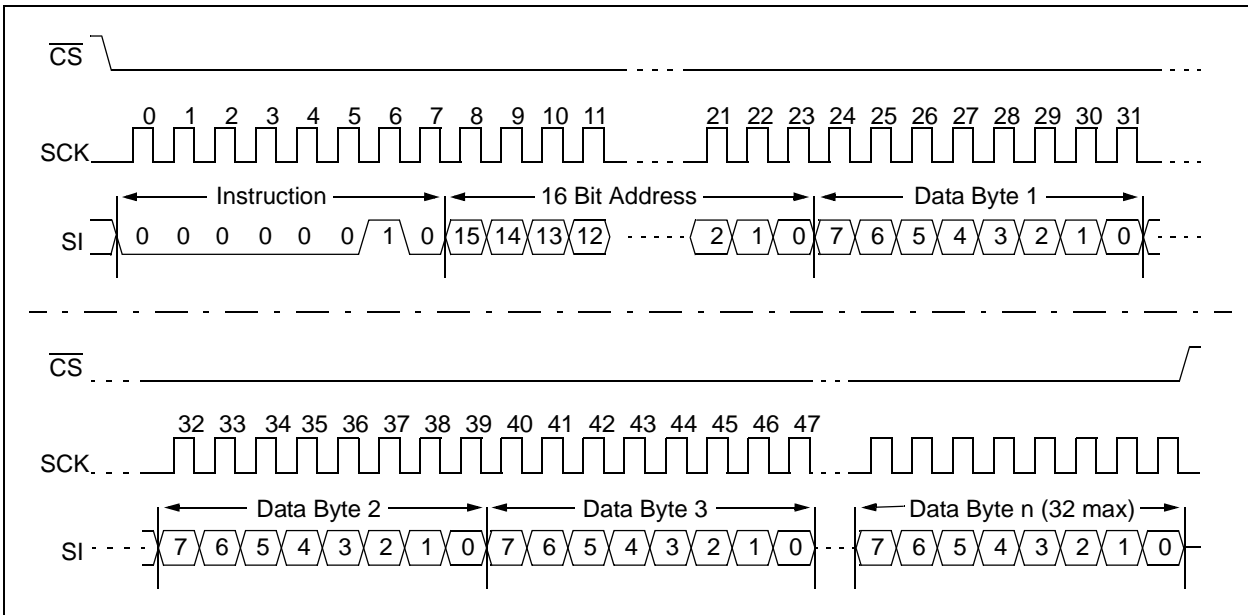 CS
0 1 2 3 4 5 6 7 8 9 10 11 21 22 23 24 25 26 27 28 29 30 31
SCK
Instruction 16 Bit Address Data Byte 1
SI 0 0 0 0 0 0 1 0 15 14 13 12 2 1 0 7 6 5 4 3 2 1 0
CS
32 33 34 35 36 37 38 39 40 41 42 43 44 45 46 47
SCK
Data Byte 2 Data Byte 3 Data Byte n (32 max)
SI 7 6 5 4 3 2 1 0 7 6 5 4 3 2 1 0 7 6 5 4 3 2 1 0